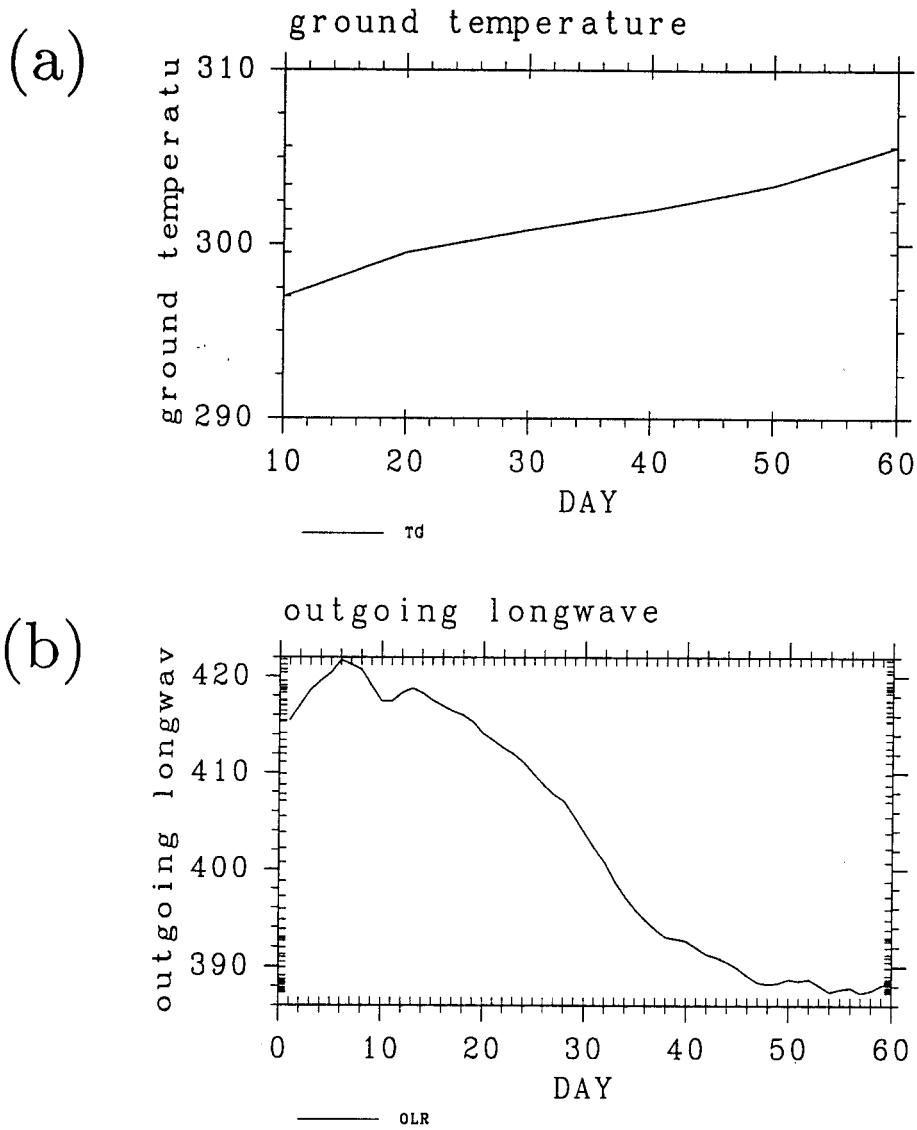 (a)
ground temperature
ground temperatu
310
300
290
10 20 30 40 50 60
DAY
TG
(b)
outgoing longwave
outgoing longwav
420
410
400
390
0 10 20 30 40 50 60
DAY
OLR